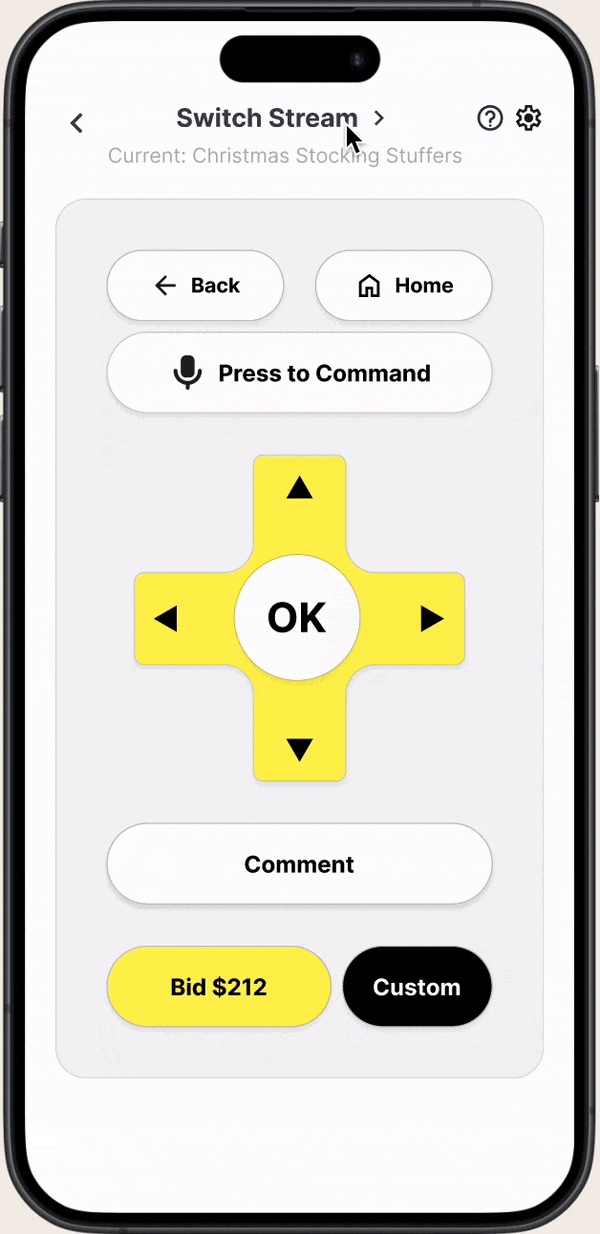 Switch Stream
Current: Christmas Stocking Stuffers
Back
Home
Press to Command
OK
Comment
Bid $212
Custom